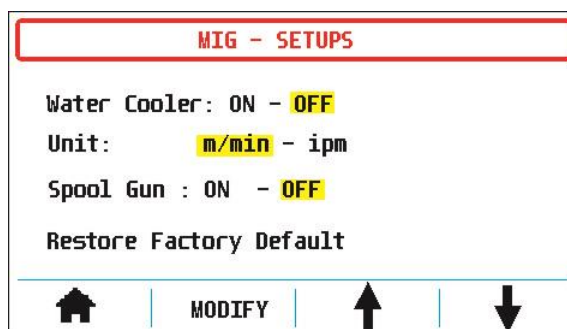 MIG - SETUPS
Water Cooler: ON - OFF
Unit: m/min - ipm
Spool Gun : ON - OFF
Restore Factory Default
MODIFY